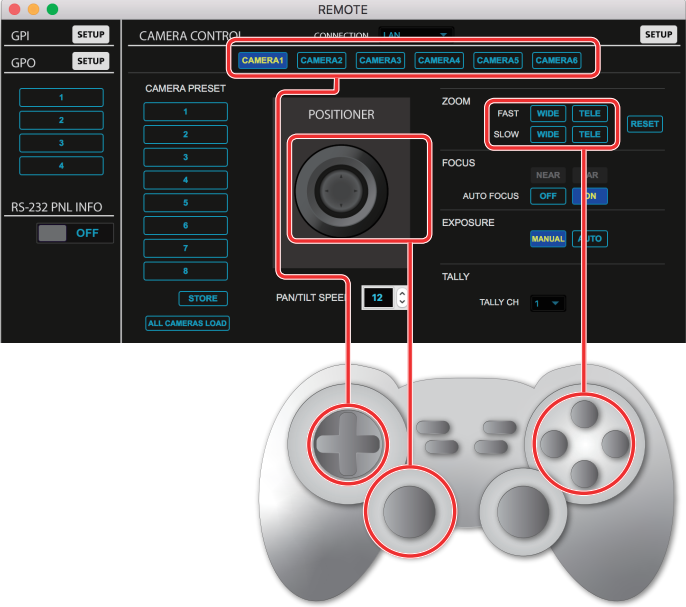 REMOTE
GPI SETUP
CAMERA CONTROL CONNECTION LAN SETUP
GPO SETUP
CAMERA1 CAMERA2 CAMERA3 CAMERA4 CAMERA5 CAMERA6
1
2
3
4
RS-232 PNL INFO
OFF
CAMERA PRESET
1
2
3
4
5
6
7
8
STORE
ALL CAMERAS LOAD
POSITIONER
PAN/TILT SPEED 12
ZOOM
FAST WIDE TELE
SLOW WIDE TELE
RESET
FOCUS
NEAR FAR
AUTO FOCUS OFF ON
EXPOSURE
MANUAL AUTO
TALLY
TALLY CH 1